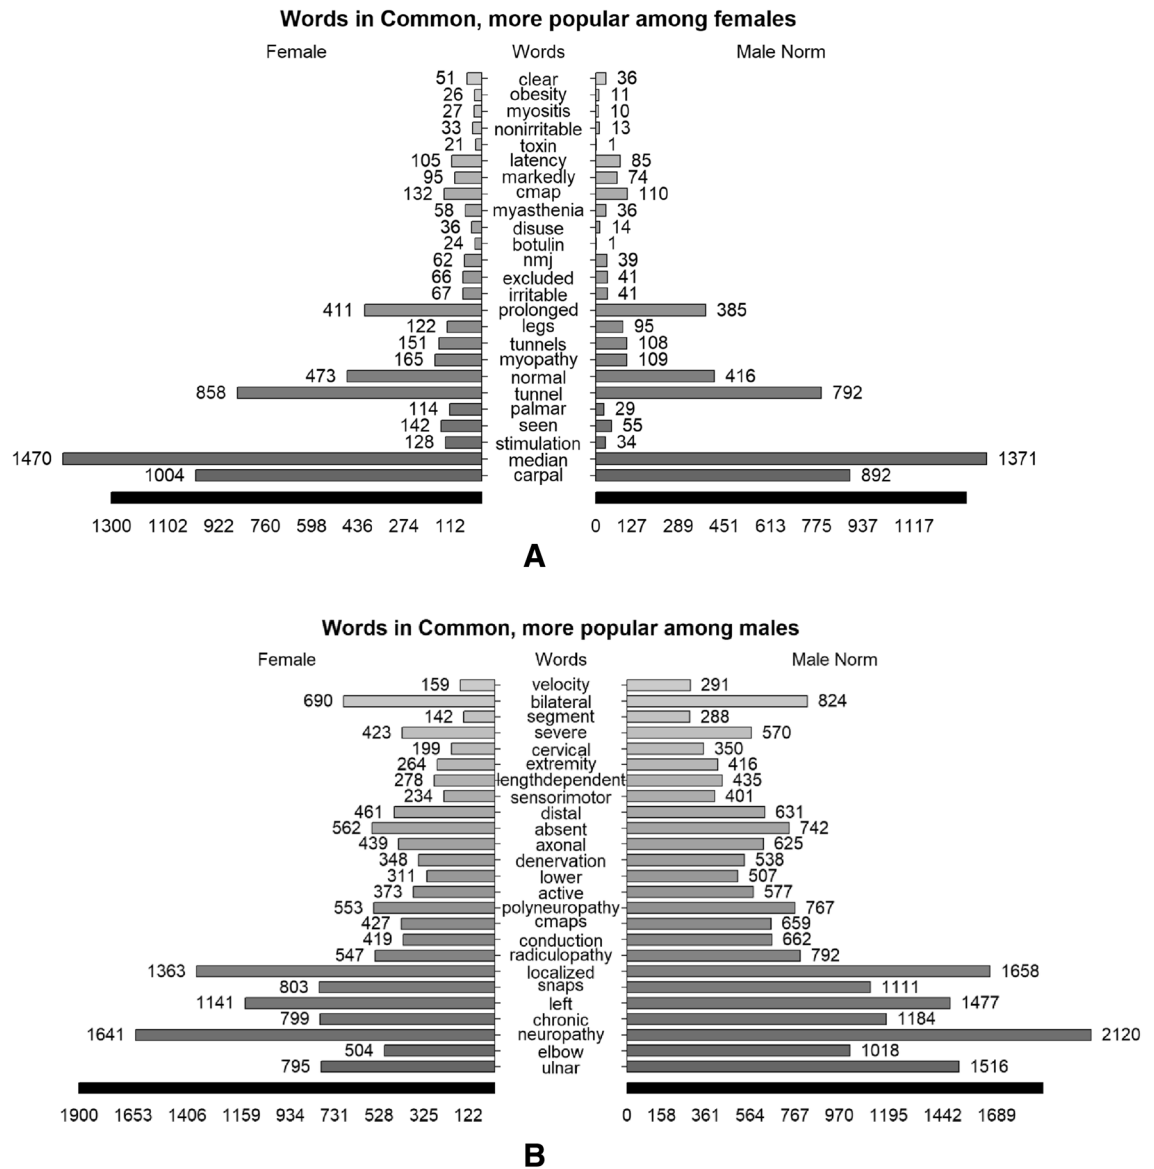 Words in Common, more popular among females
Female Words Male Norm
51 clear 36
26 obesity 11
27 myositis 10
33 nonirritable 13
21 toxin 1
105 latency 85
95 markedly 74
132 cmap 110
58 myasthenia 36
36 disuse 14
24 botulin 1
62 nmj 39
66 excluded 41
67 irritable 41
411 prolonged 385
122 legs 95
151 tunnels 108
165 myopathy 109
473 normal 416
858 tunnel 792
114 palmar 29
142 seen 55
128 stimulation 34
1470 median 1371
1004 carpal 892
1300 1102 922 760 598 436 274 112 0 127 289 451 613 775 937 1117
A
Words in Common, more popular among males
Female Words Male Norm
159 velocity 291
690 bilateral 824
142 segment 288
423 severe 570
199 cervical 350
264 extremity 416
278 lengthdependent 435
234 sensorimotor 401
461 distal 631
562 absent 742
439 axonal 625
348 denervation 538
311 lower 507
373 active 577
553 polyneuropathy 767
427 cmaps 659
419 conduction 662
547 radiculopathy 792
1363 localized 1658
803 snaps 1111
1141 left 1477
799 chronic 1184
1641 neuropathy 2120
504 elbow 1018
795 ulnar 1516
1900 1653 1406 1159 934 731 528 325 122 0 158 361 564 767 970 1195 1442 1689
B